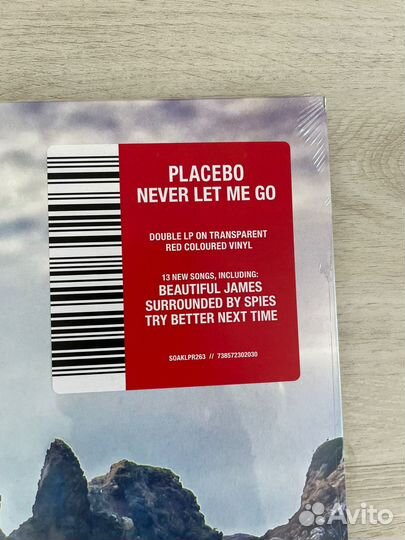 PLACEBO
NEVER LET ME GO
DOUBLE LP ON TRANSPARENT
RED COLOURED VINYL
13 NEW SONGS, INCLUDING:
BEAUTIFUL JAMES
SURROUNDED BY SPIES
TRY BETTER NEXT TIME
SOAKLPR263 // 738572302030
Avito